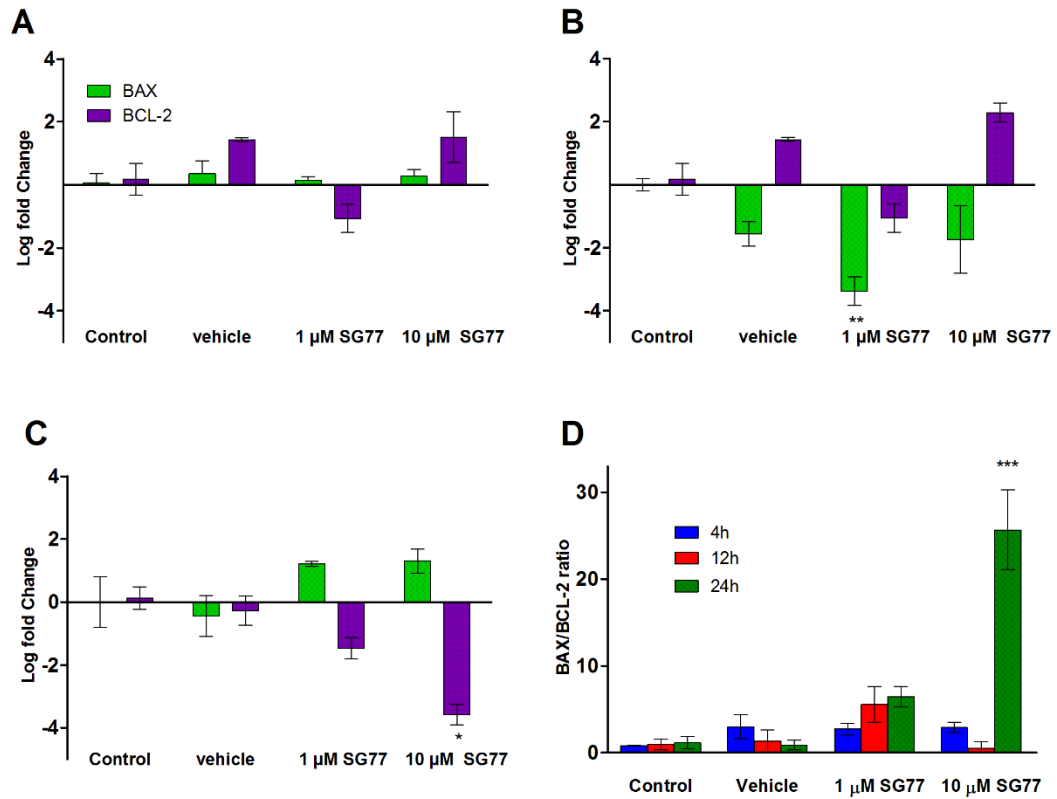 A
4
2
0
-2
-4
Log fold Change
BAX
BCL-2
Control vehicle 1 µM SG77 10 µM SG77
B
4
2
0
-2
-4
Log fold Change
**
Control vehicle 1 µM SG77 10 µM SG77
C
4
2
0
-2
-4
Log fold Change
*
Control vehicle 1 µM SG77 10 µM SG77
D
30
20
10
0
BAX/BCL-2 ratio
4h
12h
24h
***
Control Vehicle 1 µM SG77 10 µM SG77